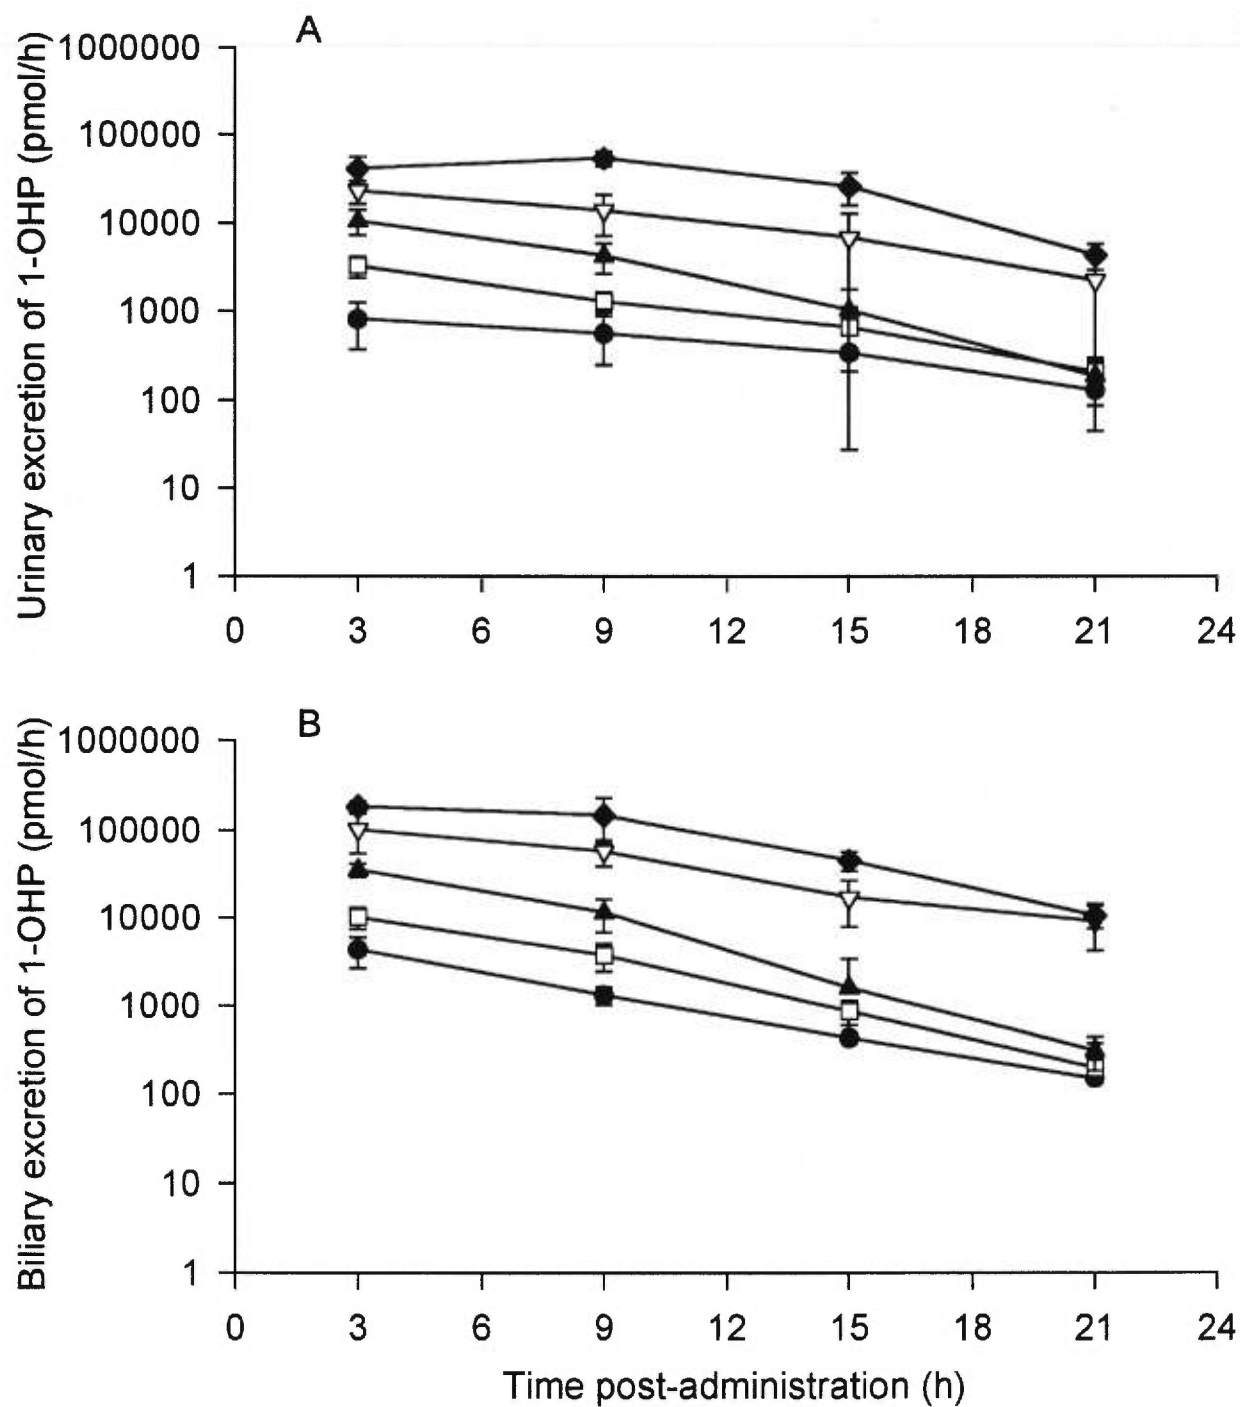 A
Urinary excretion of 1-OHP (pmol/h)
1000000
100000
10000
1000
100
10
1
0 3 6 9 12 15 18 21 24
B
Biliary excretion of 1-OHP (pmol/h)
1000000
100000
10000
1000
100
10
1
0 3 6 9 12 15 18 21 24
Time post-administration (h)